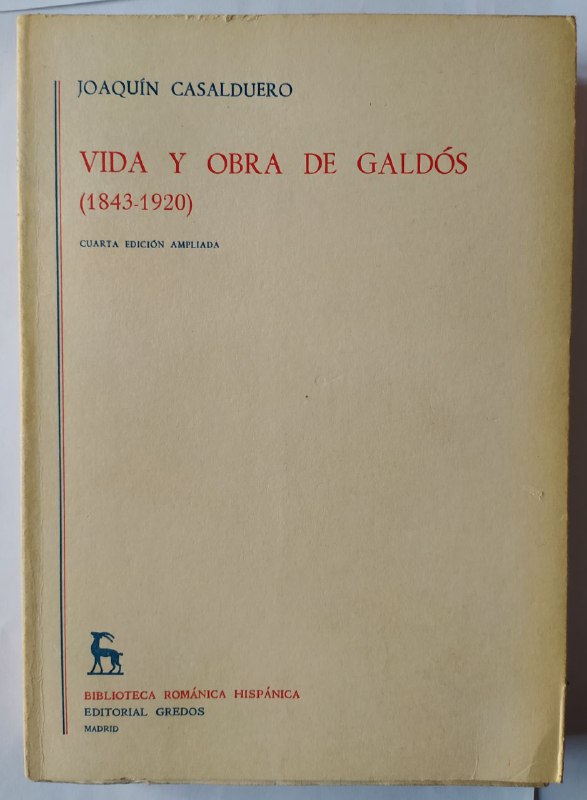 JOAQUÍN CASALDUERO
VIDA Y OBRA DE GALDÓS
(1843-1920)
CUARTA EDICIÓN AMPLIADA
BIBLIOTECA ROMÁNICA HISPÁNICA
EDITORIAL GREDOS
MADRID